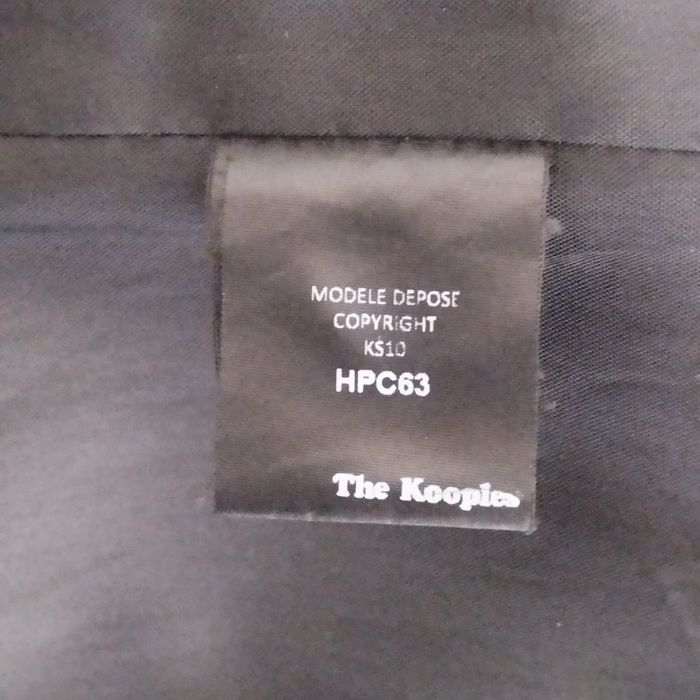 MODELE DEPOSE
COPYRIGHT
KS10
HPC63
The Kooples